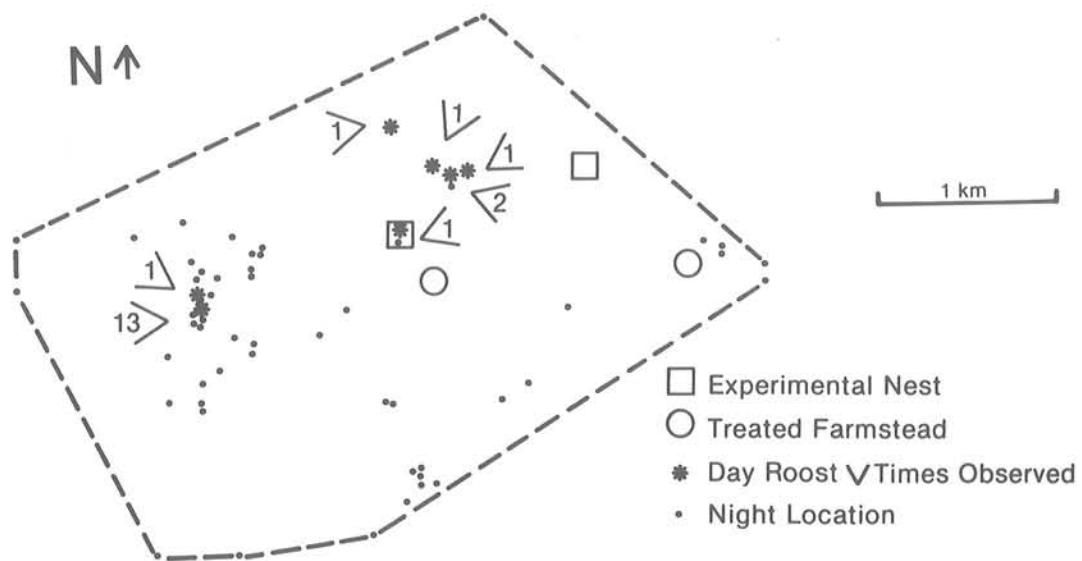 N
1
1
1
1 km
2
1
1
13
Experimental Nest
Treated Farmstead
Day Roost Times Observed
Night Location